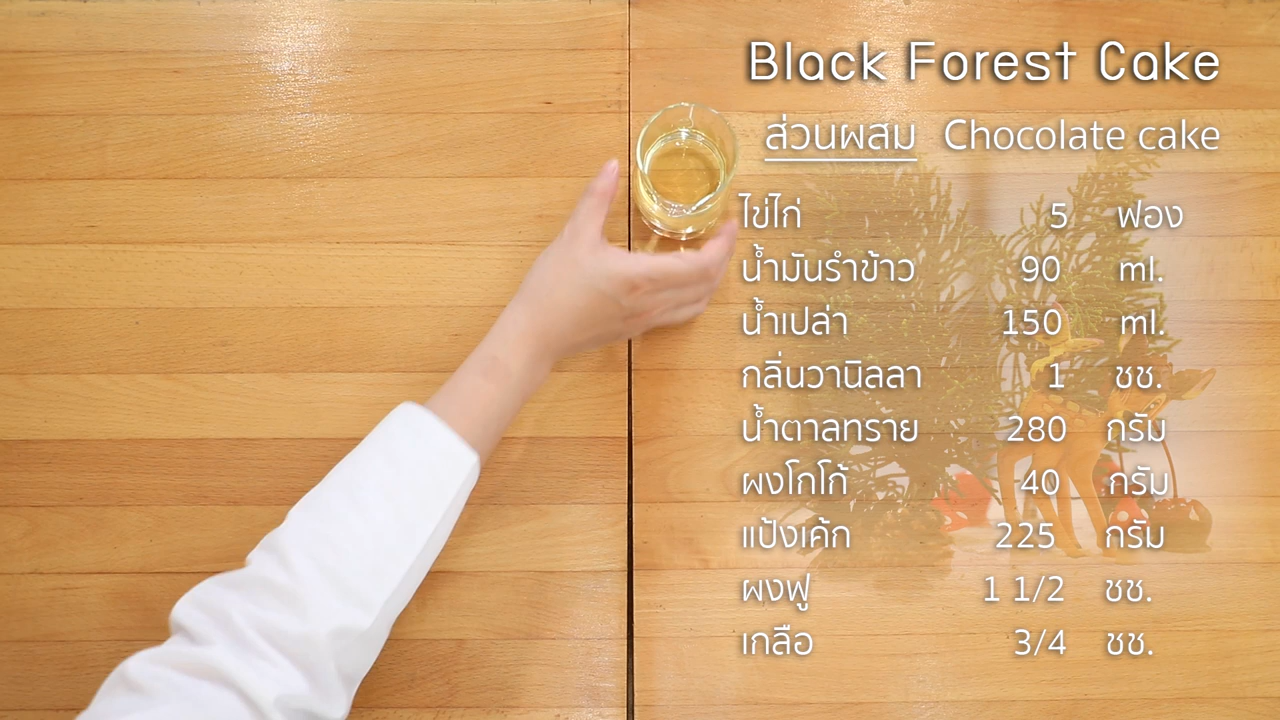 Black Forest Cake
ส่วนผสม Chocolate cake
ไข่ไก่ 5 ฟอง
น้ำมันรำข้าว 90 ml.
น้ำเปล่า 150 ml.
กลิ่นวานิลลา 1 ชช.
น้ำตาลทราย 280 กรัม
ผงโกโก้ 40 กรัม
แป้งเค้ก 225 กรัม
ผงฟู 1 1/2 ชช.
เกลือ 3/4 ชช.